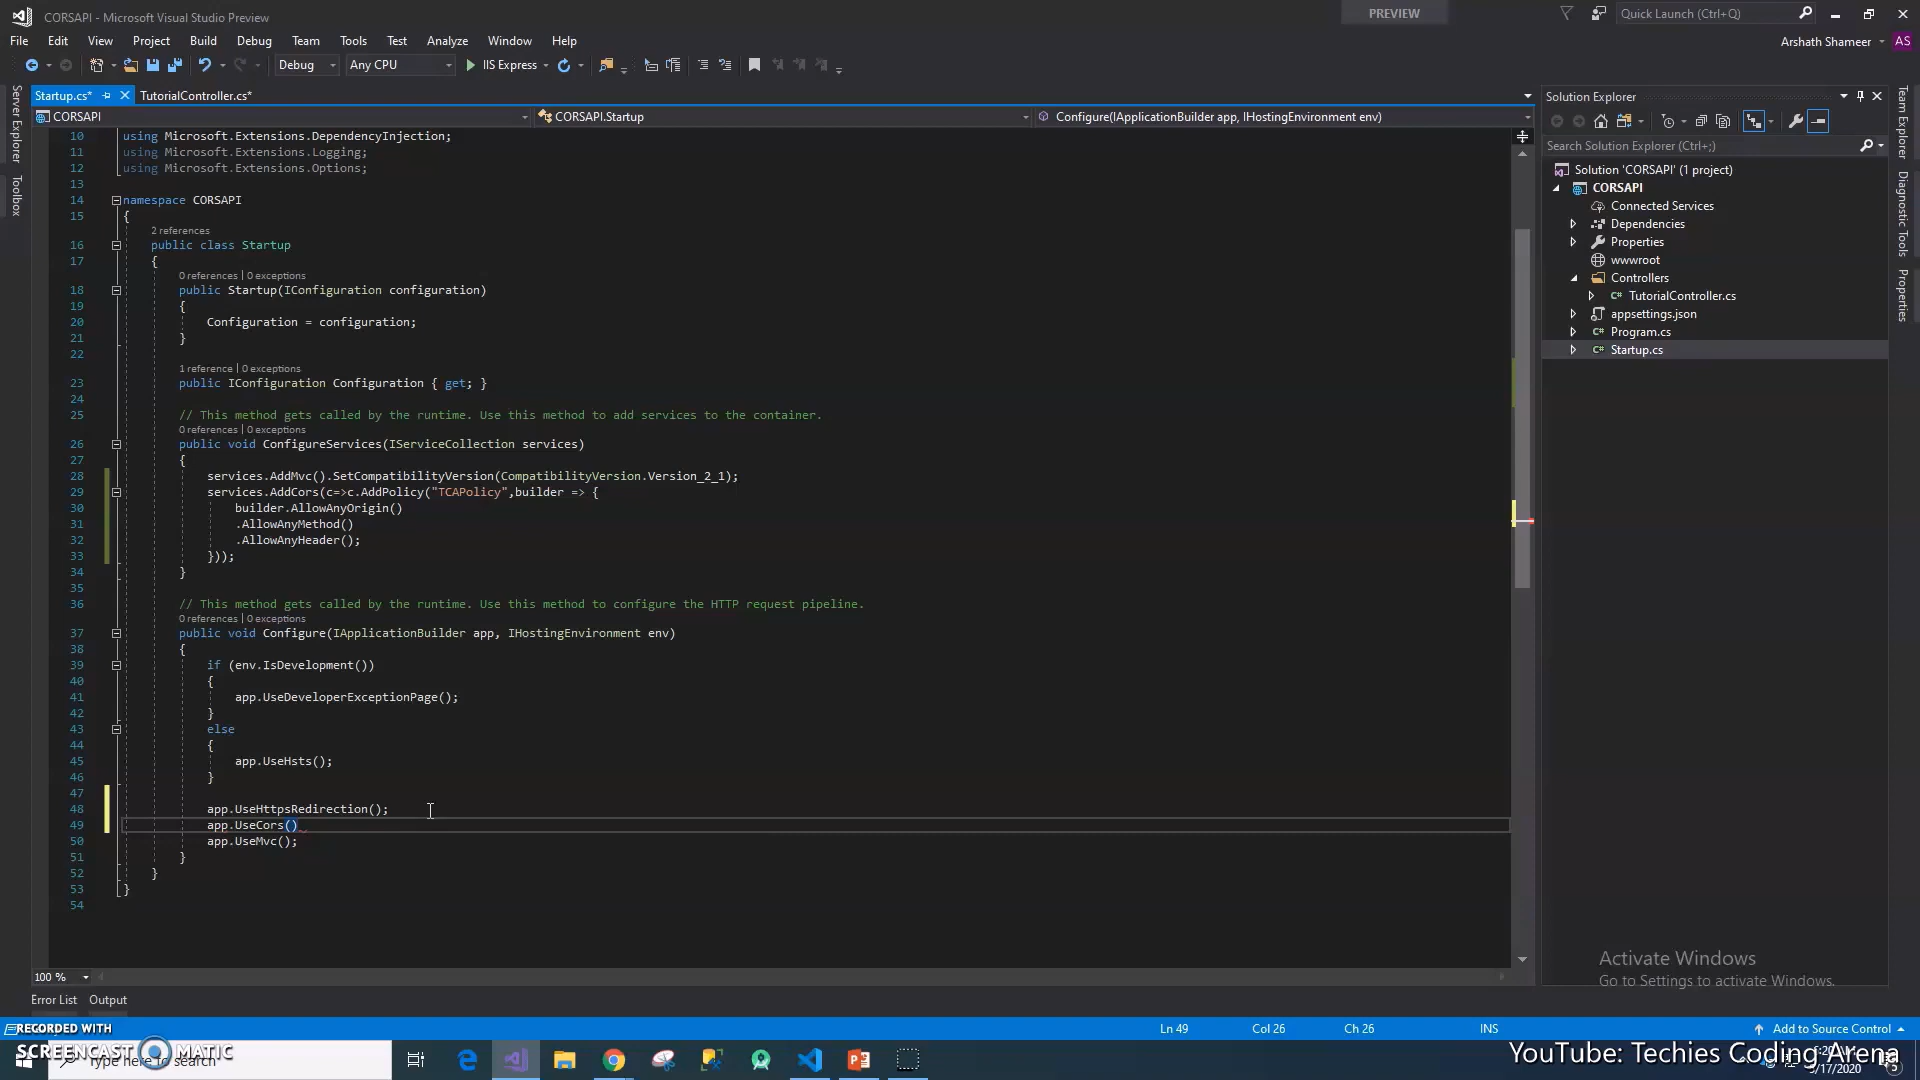 CORSAPI - Microsoft Visual Studio Preview
PREVIEW
Quick Launch (Ctrl+Q)
File Edit View Project Build Debug Team Tools Test Analyze Window Help
Arshath Shameer AS
Debug Any CPU IIS Express
Startup.cs* TutorialController.cs*
CORSAPI CORSAPI.Startup Configure(IApplicationBuilder app, IHostingEnvironment env)
Server Explorer
Toolbox
10 using Microsoft.Extensions.DependencyInjection;
11 using Microsoft.Extensions.Logging;
12 using Microsoft.Extensions.Options;
13
14 namespace CORSAPI
15 {
2 references
16 public class Startup
17 {
0 references | 0 exceptions
18 public Startup(IConfiguration configuration)
19 {
20 Configuration = configuration;
21 }
22
1 reference | 0 exceptions
23 public IConfiguration Configuration { get; }
24
25 // This method gets called by the runtime. Use this method to add services to the container.
0 references | 0 exceptions
26 public void ConfigureServices(IServiceCollection services)
27 {
28 services.AddMvc().SetCompatibilityVersion(CompatibilityVersion.Version_2_1);
29 services.AddCors(c=>c.AddPolicy("TCAPolicy",builder => {
30 builder.AllowAnyOrigin()
31 .AllowAnyMethod()
32 .AllowAnyHeader();
33 }));
34 }
35
36 // This method gets called by the runtime. Use this method to configure the HTTP request pipeline.
0 references | 0 exceptions
37 public void Configure(IApplicationBuilder app, IHostingEnvironment env)
38 {
39 if (env.IsDevelopment())
40 {
41 app.UseDeveloperExceptionPage();
42 }
43 else
44 {
45 app.UseHsts();
46 }
47
48 app.UseHttpsRedirection();
49 app.UseCors()
50 app.UseMvc();
51 }
52 }
53 }
54
100 %
Error List Output
Solution Explorer
Search Solution Explorer (Ctrl+;)
Solution 'CORSAPI' (1 project)
CORSAPI
Connected Services
Dependencies
Properties
wwwroot
Controllers
C# TutorialController.cs
appsettings.json
C# Program.cs
C# Startup.cs
Team Explorer
Diagnostic Tools
Properties
Activate Windows
Go to Settings to activate Windows.
Ln 49 Col 26 Ch 26 INS Add to Source Control
RECORDED WITH
SCREENCAST MATIC
Type here to search
YouTube: Techies Coding Arena